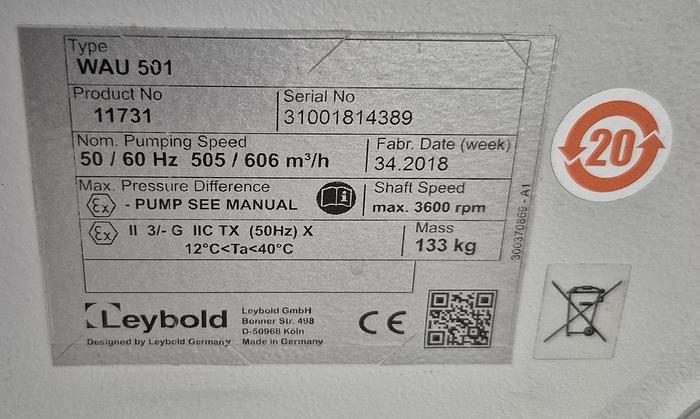 Type
WAU 501
Product No
11731
Serial No
31001814389
Nom. Pumping Speed
50 / 60 Hz 505 / 606 m³/h
Fabr. Date (week)
34.2018
Max. Pressure Difference
Ex - PUMP SEE MANUAL
Shaft Speed
max. 3600 rpm
Ex II 3/- G IIC TX (50Hz) X
12°C<Ta<40°C
Mass
133 kg
300370869 - A1
Leybold
Designed by Leybold Germany
Leybold GmbH
Bonner Str. 498
D-50968 Köln
Made in Germany
CE
20